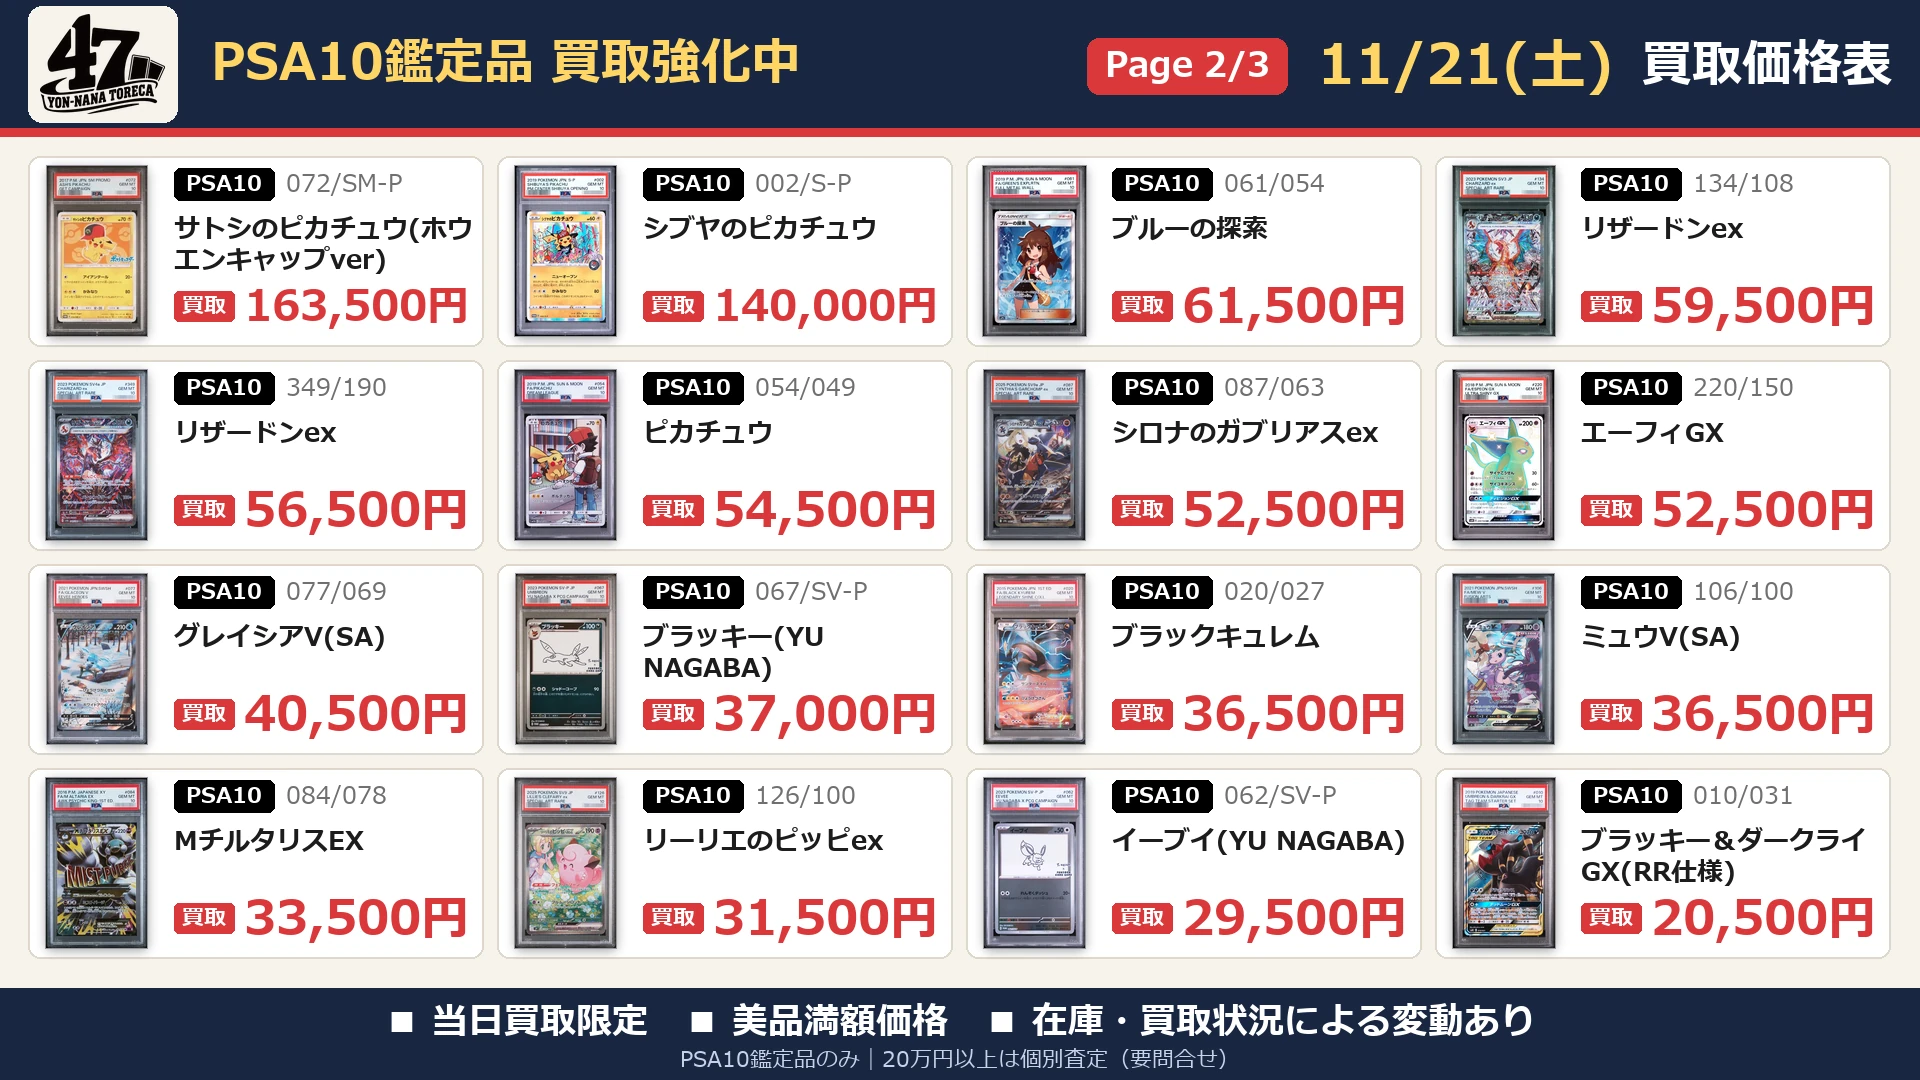 47
YON-NANA TORECA
PSA10鑑定品 買取強化中
Page 2/3
11/21(土) 買取価格表
PSA10 072/SM-P
サトシのピカチュウ(ホウ
エンキャップver)
買取 163,500円
PSA10 002/S-P
シブヤのピカチュウ
買取 140,000円
PSA10 061/054
ブルーの探索
買取 61,500円
PSA10 134/108
リザードンex
買取 59,500円
PSA10 349/190
リザードンex
買取 56,500円
PSA10 054/049
ピカチュウ
買取 54,500円
PSA10 087/063
シロナのガブリアスex
買取 52,500円
PSA10 220/150
エーフィGX
買取 52,500円
PSA10 077/069
グレイシアV(SA)
買取 40,500円
PSA10 067/SV-P
ブラッキー(YU
NAGABA)
買取 37,000円
PSA10 020/027
ブラックキュレム
買取 36,500円
PSA10 106/100
ミュウV(SA)
買取 36,500円
PSA10 084/078
MチルタリスEX
買取 33,500円
PSA10 126/100
リーリエのピッピex
買取 31,500円
PSA10 062/SV-P
イーブイ(YU NAGABA)
買取 29,500円
PSA10 010/031
ブラッキー＆ダークライ
GX(RR仕様)
買取 20,500円
■ 当日買取限定 ■ 美品満額価格 ■ 在庫・買取状況による変動あり
PSA10鑑定品のみ｜20万円以上は個別査定（要問合せ）